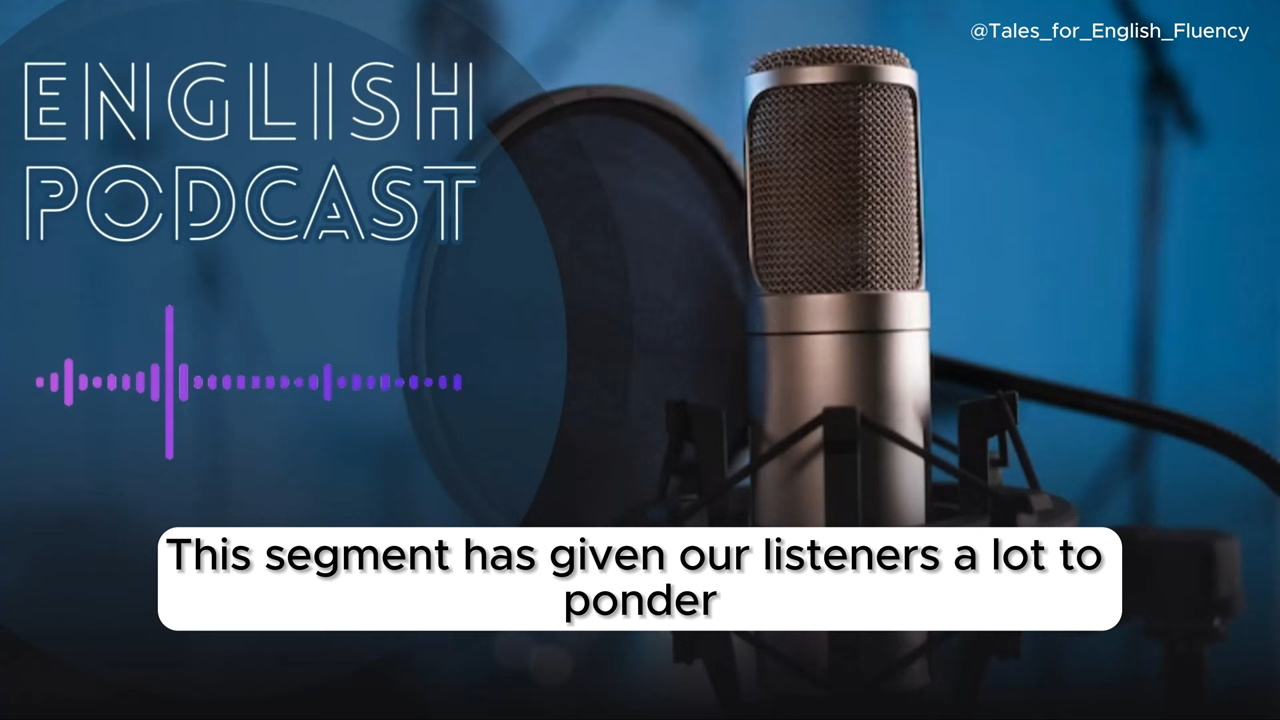 @Tales_for_English_Fluency
ENGLISH
PODCAST
This segment has given our listeners a lot to
ponder